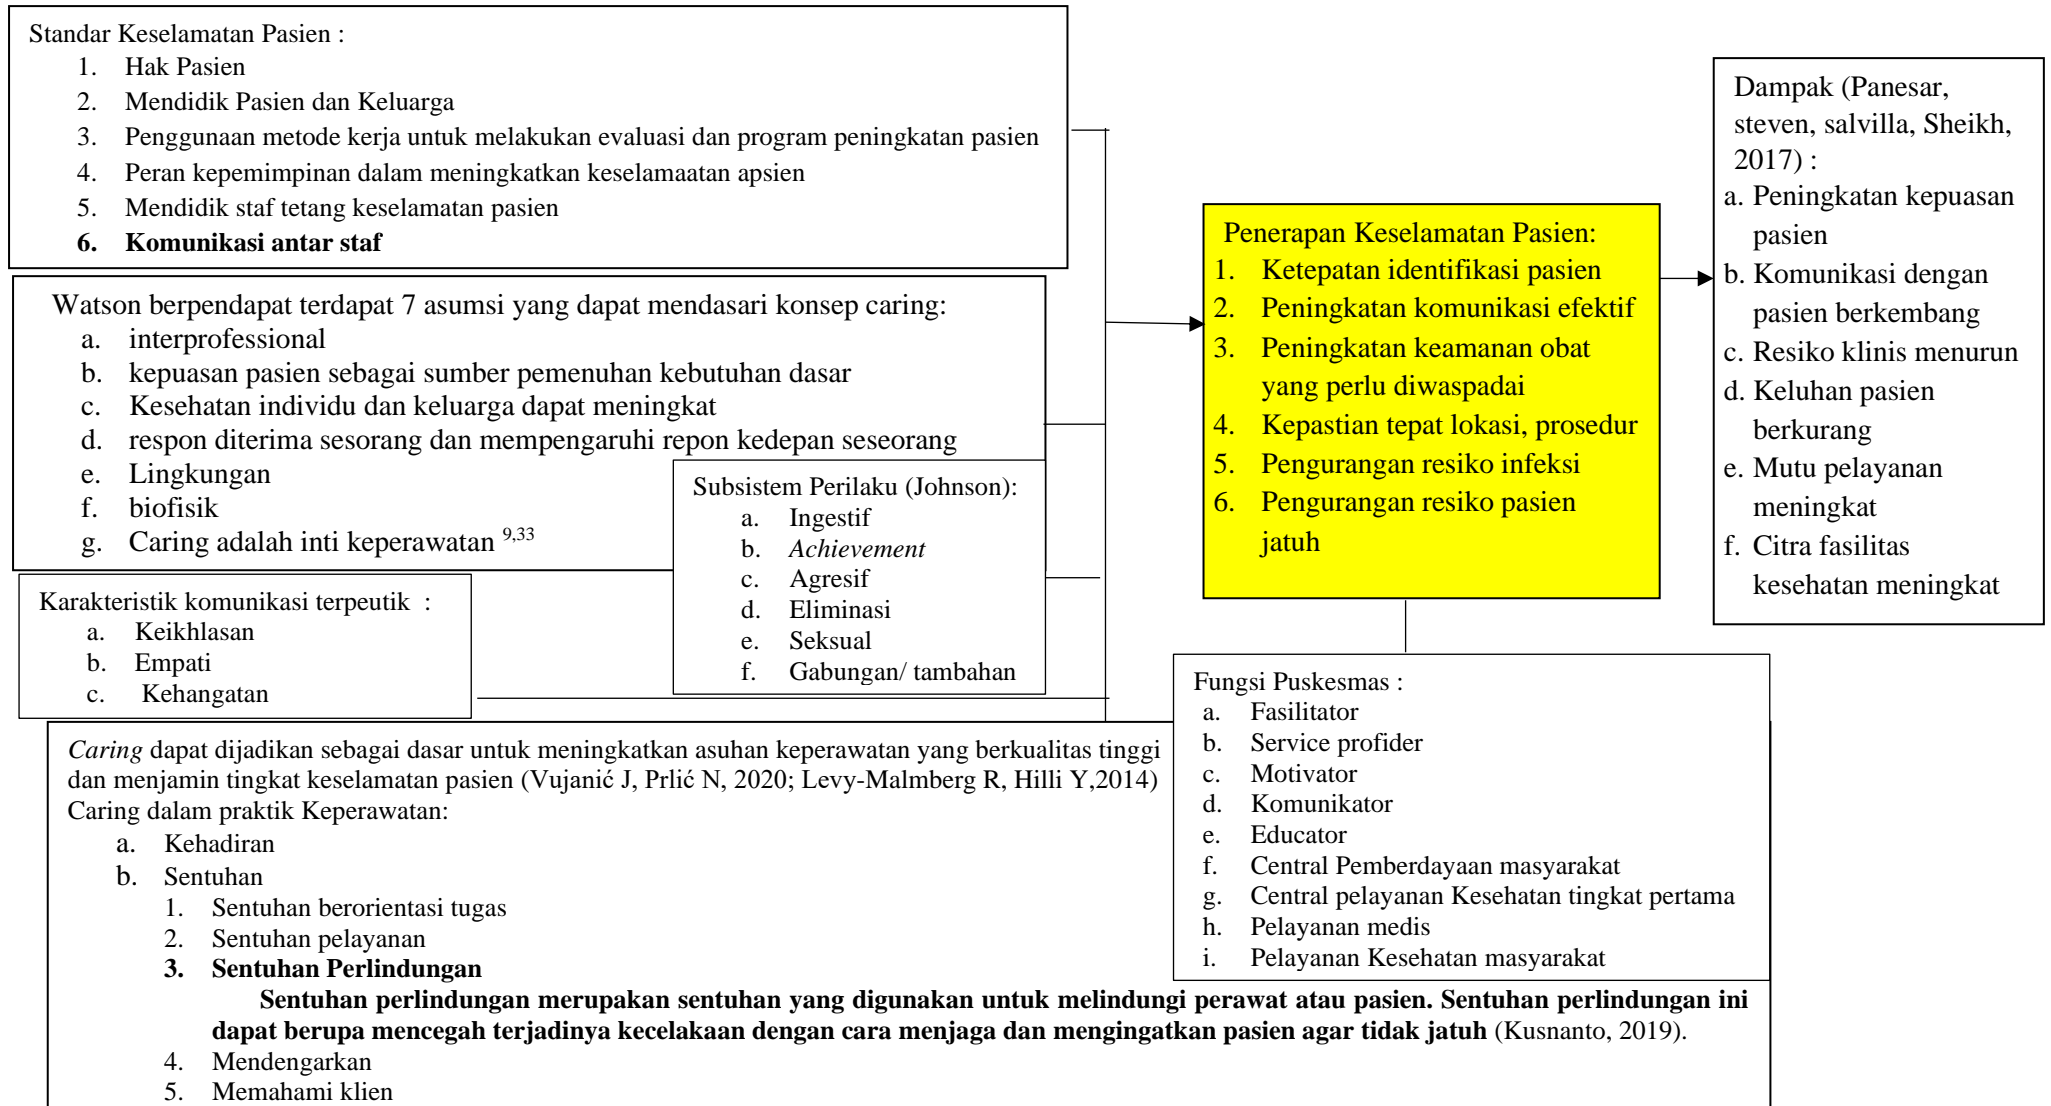 Standar Keselamatan Pasien :
1. Hak Pasien
2. Mendidik Pasien dan Keluarga
3. Penggunaan metode kerja untuk melakukan evaluasi dan program peningkatan pasien
4. Peran kepemimpinan dalam meningkatkan keselamaatan apsien
5. Mendidik staf tetang keselamatan pasien
6. Komunikasi antar staf
Watson berpendapat terdapat 7 asumsi yang dapat mendasari konsep caring:
a. interprofessional
b. kepuasan pasien sebagai sumber pemenuhan kebutuhan dasar
c. Kesehatan individu dan keluarga dapat meningkat
d. respon diterima sesorang dan mempengaruhi repon kedepan seseorang
e. Lingkungan
f. biofisik
g. Caring adalah inti keperawatan 9,33
Subsistem Perilaku (Johnson):
a. Ingestif
b. Achievement
c. Agresif
d. Eliminasi
e. Seksual
f. Gabungan/ tambahan
Karakteristik komunikasi terpeutik :
a. Keikhlasan
b. Empati
c. Kehangatan
Caring dapat dijadikan sebagai dasar untuk meningkatkan asuhan keperawatan yang berkualitas tinggi
dan menjamin tingkat keselamatan pasien (Vujanić J, Prlić N, 2020; Levy-Malmberg R, Hilli Y,2014)
Caring dalam praktik Keperawatan:
a. Kehadiran
b. Sentuhan
1. Sentuhan berorientasi tugas
2. Sentuhan pelayanan
3. Sentuhan Perlindungan
Sentuhan perlindungan merupakan sentuhan yang digunakan untuk melindungi perawat atau pasien. Sentuhan perlindungan ini
dapat berupa mencegah terjadinya kecelakaan dengan cara menjaga dan mengingatkan pasien agar tidak jatuh (Kusnanto, 2019).
4. Mendengarkan
5. Memahami klien
Penerapan Keselamatan Pasien:
1. Ketepatan identifikasi pasien
2. Peningkatan komunikasi efektif
3. Peningkatan keamanan obat
yang perlu diwaspadai
4. Kepastian tepat lokasi, prosedur
5. Pengurangan resiko infeksi
6. Pengurangan resiko pasien
jatuh
Fungsi Puskesmas :
a. Fasilitator
b. Service profider
c. Motivator
d. Komunikator
e. Educator
f. Central Pemberdayaan masyarakat
g. Central pelayanan Kesehatan tingkat pertama
h. Pelayanan medis
i. Pelayanan Kesehatan masyarakat
Dampak (Panesar,
steven, salvilla, Sheikh,
2017) :
a. Peningkatan kepuasan
pasien
b. Komunikasi dengan
pasien berkembang
c. Resiko klinis menurun
d. Keluhan pasien
berkurang
e. Mutu pelayanan
meningkat
f. Citra fasilitas
kesehatan meningkat